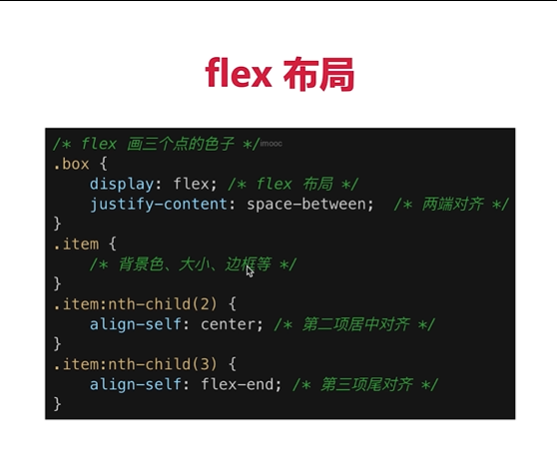 flex 布局
/* flex 画三个点的色子 */imooc
.box {
    display: flex; /* flex 布局 */
    justify-content: space-between;  /* 两端对齐 */
}
.item {
    /* 背景色、大小、边框等 */
}
.item:nth-child(2) {
    align-self: center; /* 第二项居中对齐 */
}
.item:nth-child(3) {
    align-self: flex-end; /* 第三项尾对齐 */
}